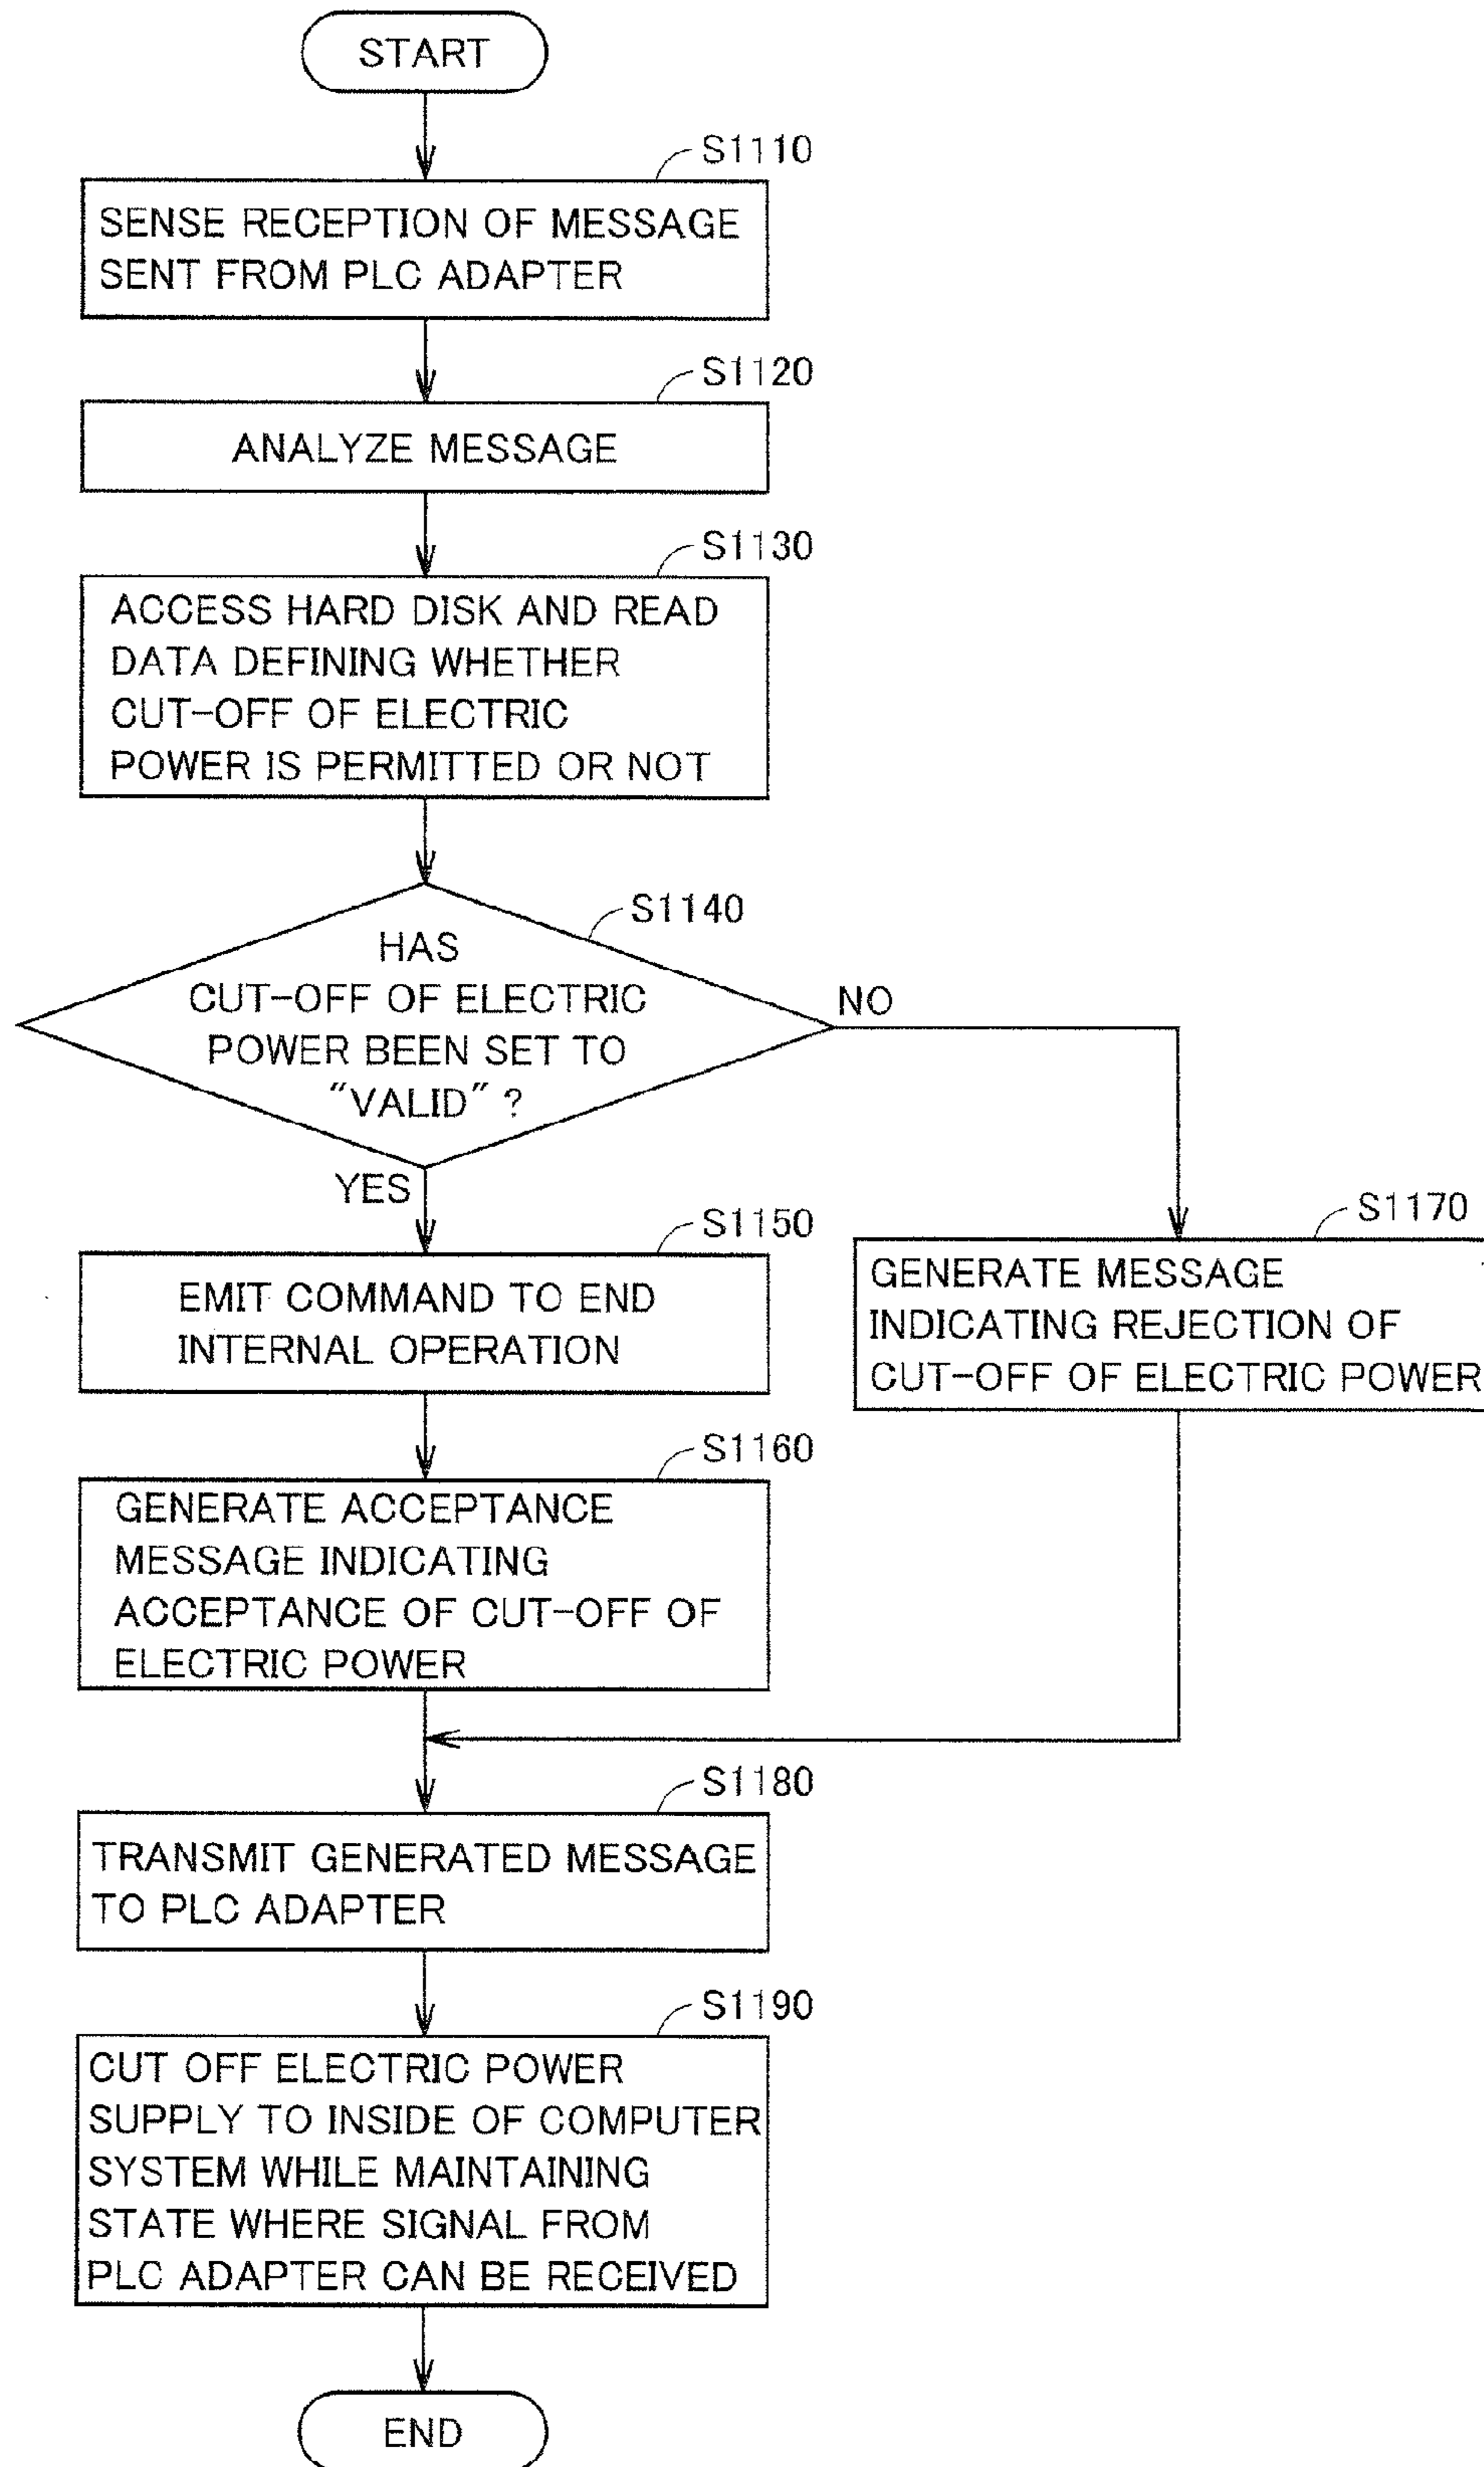 START
S1110
SENSE RECEPTION OF MESSAGE
SENT FROM PLC ADAPTER
S1120
ANALYZE MESSAGE
S1130
ACCESS HARD DISK AND READ
DATA DEFINING WHETHER
CUT-OFF OF ELECTRIC
POWER IS PERMITTED OR NOT
S1140
HAS
CUT-OFF OF ELECTRIC
POWER BEEN SET TO
"VALID" ?
NO
YES
S1150
EMIT COMMAND TO END
INTERNAL OPERATION
S1170
GENERATE MESSAGE
INDICATING REJECTION OF
CUT-OFF OF ELECTRIC POWER
S1160
GENERATE ACCEPTANCE
MESSAGE INDICATING
ACCEPTANCE OF CUT-OFF OF
ELECTRIC POWER
S1180
TRANSMIT GENERATED MESSAGE
TO PLC ADAPTER
S1190
CUT OFF ELECTRIC POWER
SUPPLY TO INSIDE OF COMPUTER
SYSTEM WHILE MAINTAINING
STATE WHERE SIGNAL FROM
PLC ADAPTER CAN BE RECEIVED
END